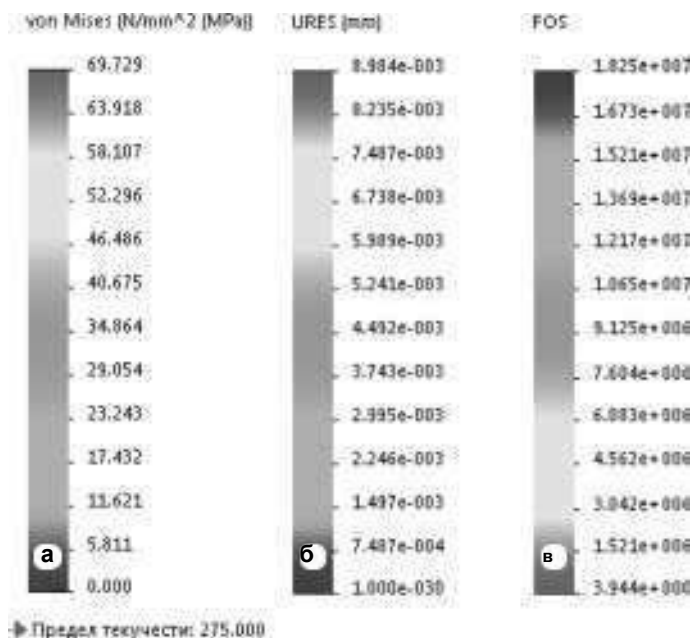 von Mises (N/mm^2 (MPa))
69.729
63.918
58.107
52.296
46.486
40.675
34.864
29.054
23.243
17.432
11.621
5.811
0.000
а
Предел текучести: 275.000
URES (mm)
8.984e-003
8.235e-003
7.487e-003
6.738e-003
5.989e-003
5.241e-003
4.492e-003
3.743e-003
2.995e-003
2.246e-003
1.497e-003
7.487e-004
1.000e-030
б
FOS
1.825e+007
1.673e+007
1.521e+007
1.369e+007
1.217e+007
1.065e+007
9.125e+006
7.604e+006
6.083e+006
4.562e+006
3.042e+006
1.521e+006
3.944e+000
в